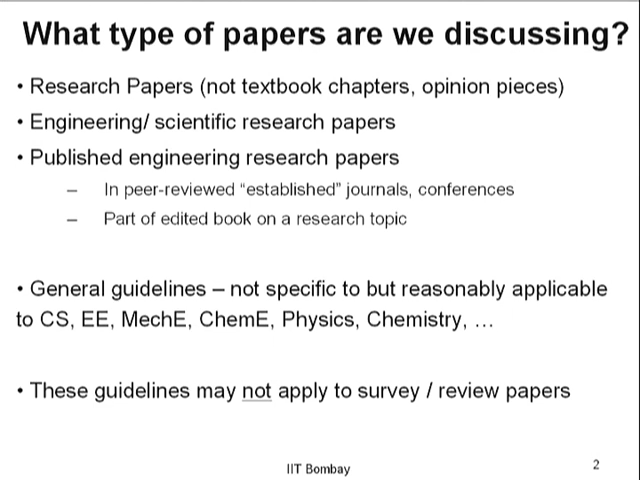 What type of papers are we discussing?
• Research Papers (not textbook chapters, opinion pieces)
• Engineering/ scientific research papers
• Published engineering research papers
– In peer-reviewed “established” journals, conferences
– Part of edited book on a research topic
• General guidelines – not specific to but reasonably applicable
to CS, EE, MechE, ChemE, Physics, Chemistry, …
• These guidelines may not apply to survey / review papers
IIT Bombay
2